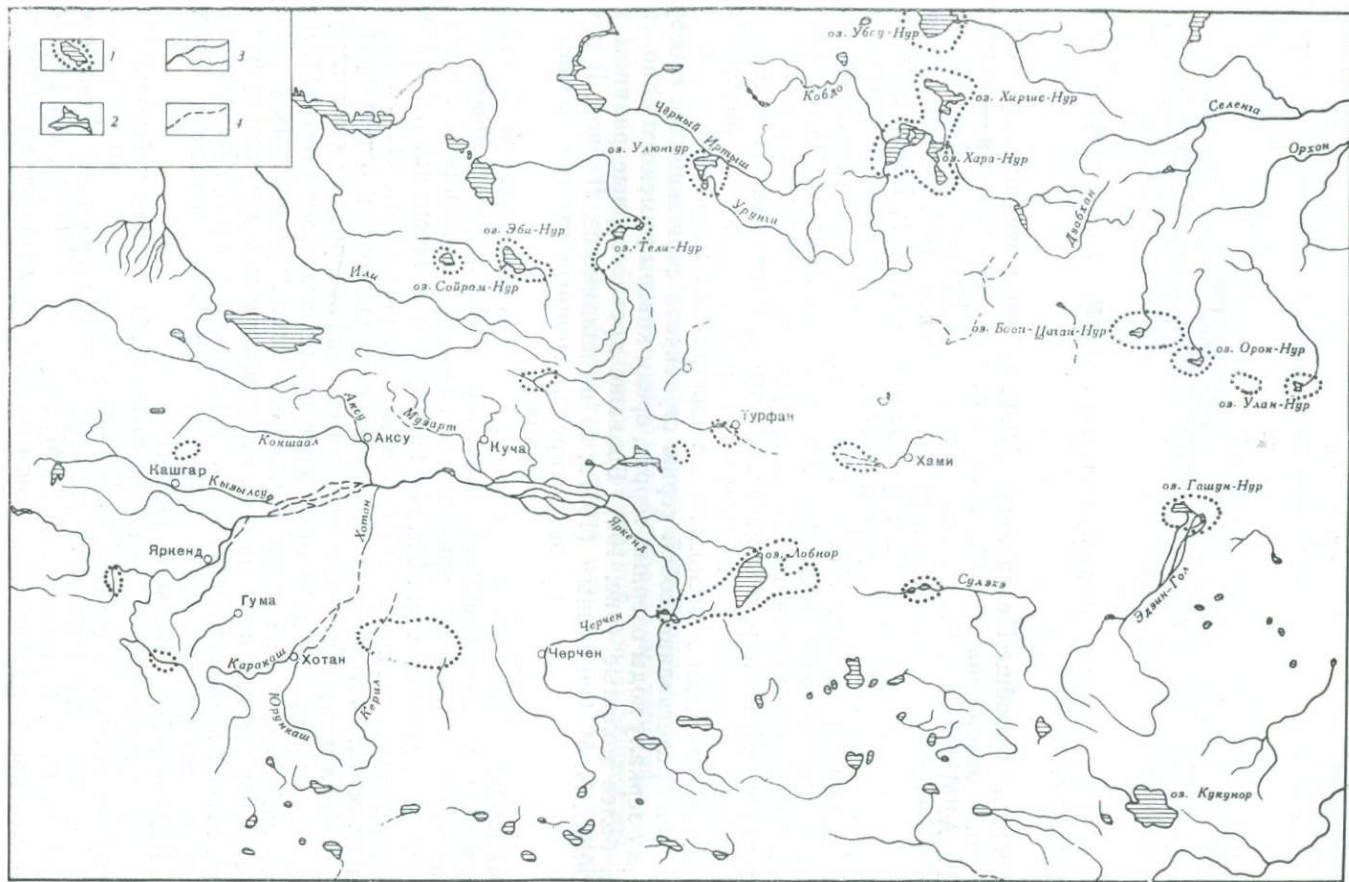 1
3
2
4
оз. Убсу-Нур
Кобдо
оз. Хиргис-Нур
Черный Иртыш
Селенга
оз. Улюнгур
оз. Хара-Нур
Орхон
Урунгу
Дзабхан
оз. Эби-Нур
оз. Тели-Нур
Или
оз. Сойрам-Нур
оз. Боон-Цаган-Нур
оз. Орок-Нур
оз. Улан-Нур
Аксу
Музарт
Турфан
Кокшаал
Аксу
Куча
Хами
Кашгар
Кызылсу
оз. Гашун-Нур
Хотан
Яркенд
Яркенд
оз. Лобнор
Сулэхэ
Эдзин-Гол
Гума
Черчен
Каракаш
Хотан
Черчен
Юрункаш
Керия
оз. Кукунор